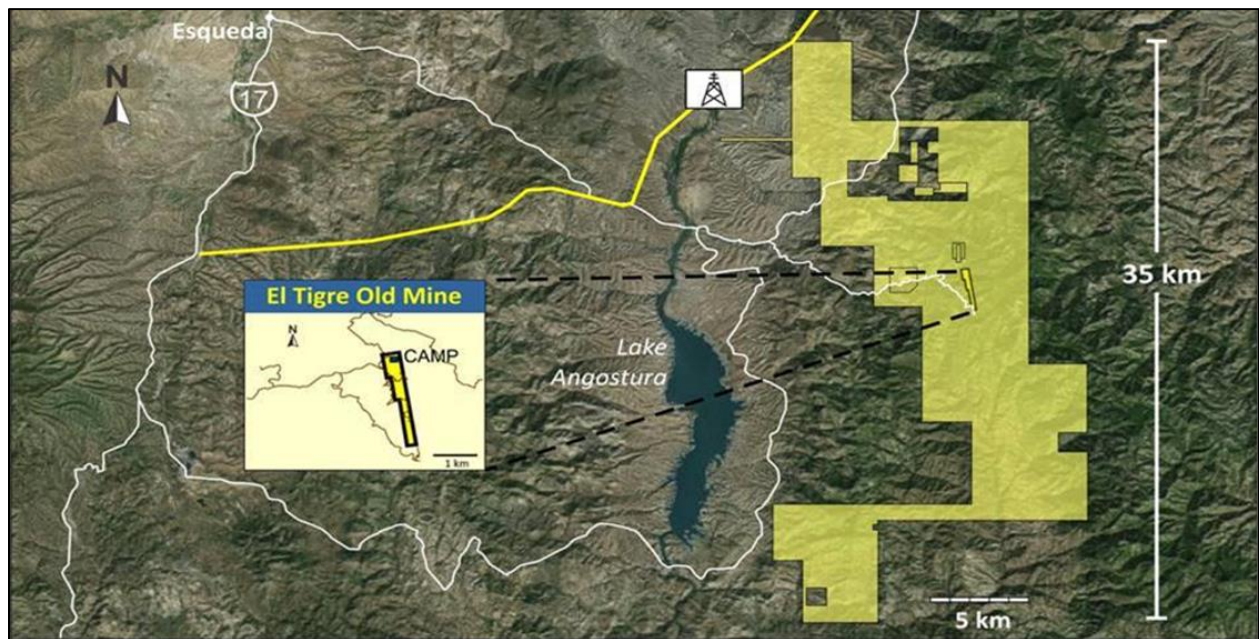 Esqueda
N
17
El Tigre Old Mine
N
CAMP
1 km
Lake
Angostura
35 km
5 km